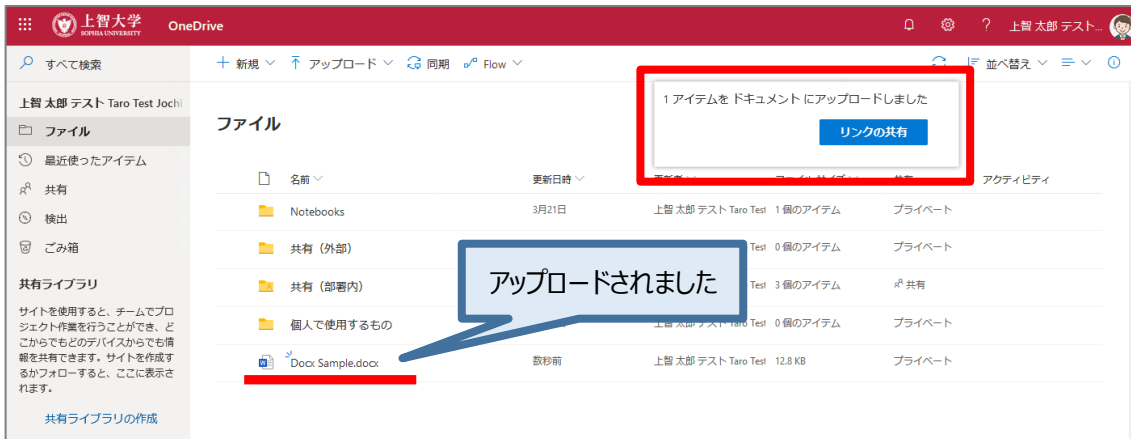 上智大学
SOPHIA UNIVERSITY
OneDrive
? 上智 太郎 テスト...
すべて検索
+ 新規 アップロード 同期 Flow
並べ替え
上智 太郎 テスト Taro Test Jochi
ファイル
最近使ったアイテム
共有
検出
ごみ箱
共有ライブラリ
サイトを使用すると、チームでプロ
ジェクト作業を行うことができ、ど
こからでもどのデバイスからでも情
報を共有できます。サイトを作成す
るかフォローすると、ここに表示さ
れます。
共有ライブラリの作成
1 アイテムを ドキュメント にアップロードしました
リンクの共有
ファイル
名前 更新日時 アクティビティ
Notebooks 3月21日 上智 太郎 テスト Taro Test 1 個のアイテム プライベート
共有（外部） Test 0 個のアイテム プライベート
共有（部署内） Test 3 個のアイテム 共有
個人で使用するもの 上智 太郎 テスト Taro Test 0 個のアイテム プライベート
Docx Sample.docx 数秒前 上智 太郎 テスト Taro Test 12.8 KB プライベート
アップロードされました